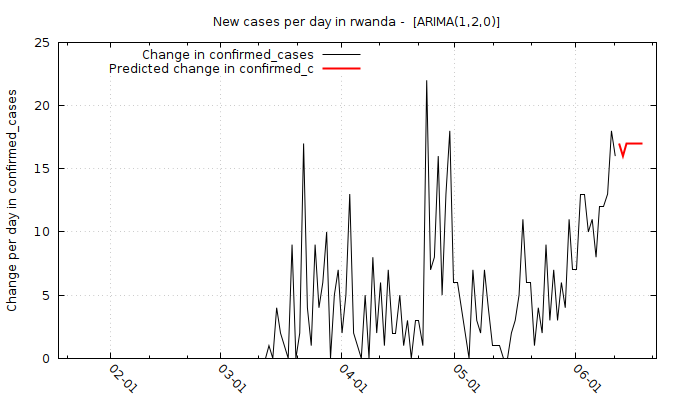 New cases per day in rwanda -  [ARIMA(1,2,0)]
Change in confirmed_cases
Predicted change in confirmed_c
Change per day in confirmed_cases
25
20
15
10
5
0
02-01
03-01
04-01
05-01
06-01